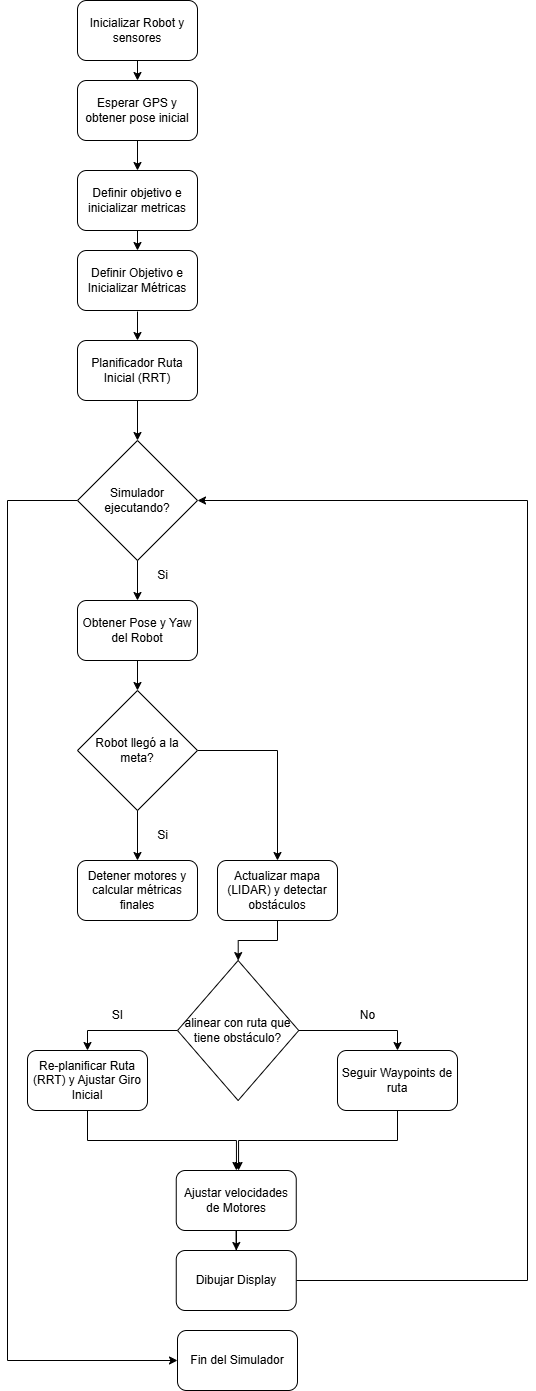 Inicializar Robot y
sensores
Esperar GPS y
obtener pose inicial
Definir objetivo e
inicializar metricas
Definir Objetivo e
Inicializar Métricas
Planificador Ruta
Inicial (RRT)
Simulador
ejecutando?
Si
Obtener Pose y Yaw
del Robot
Robot llegó a la
meta?
Si
Detener motores y
calcular métricas
finales
Actualizar mapa
(LIDAR) y detectar
obstáculos
alinear con ruta que
tiene obstáculo?
SI
No
Re-planificar Ruta
(RRT) y Ajustar Giro
Inicial
Seguir Waypoints de
ruta
Ajustar velocidades
de Motores
Dibujar Display
Fin del Simulador